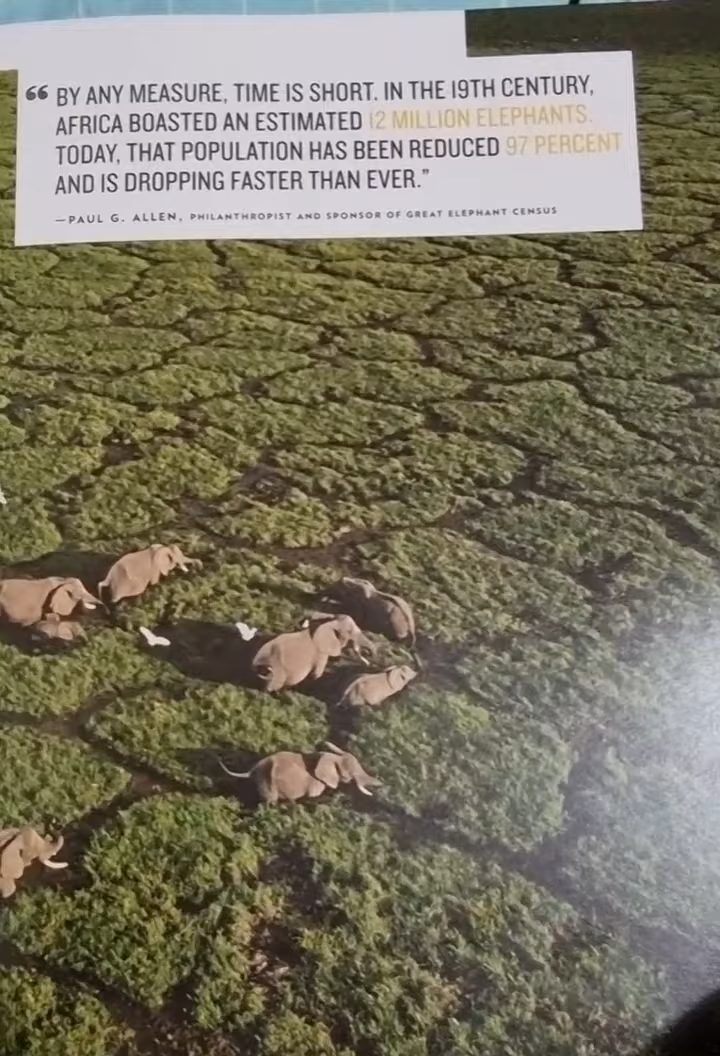 “ BY ANY MEASURE, TIME IS SHORT. IN THE 19TH CENTURY,
AFRICA BOASTED AN ESTIMATED 12 MILLION ELEPHANTS.
TODAY, THAT POPULATION HAS BEEN REDUCED 97 PERCENT
AND IS DROPPING FASTER THAN EVER.”
—PAUL G. ALLEN, PHILANTHROPIST AND SPONSOR OF GREAT ELEPHANT CENSUS